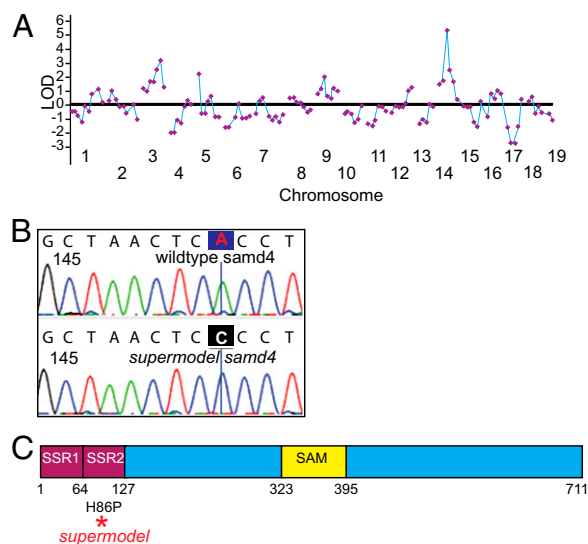 A
LOD
6
5
4
3
2
1
0
-1
-2
-3
1 3 5 7 9 11 13 15 17 19
2 4 6 8 10 12 14 16 18
Chromosome
B
G C T A A C T C A C C T
145
wildtype samd4
G C T A A C T C C C C T
145
supermodel samd4
C
SSR1 SSR2 SAM
1 64 127 323 395 711
H86P
*
supermodel